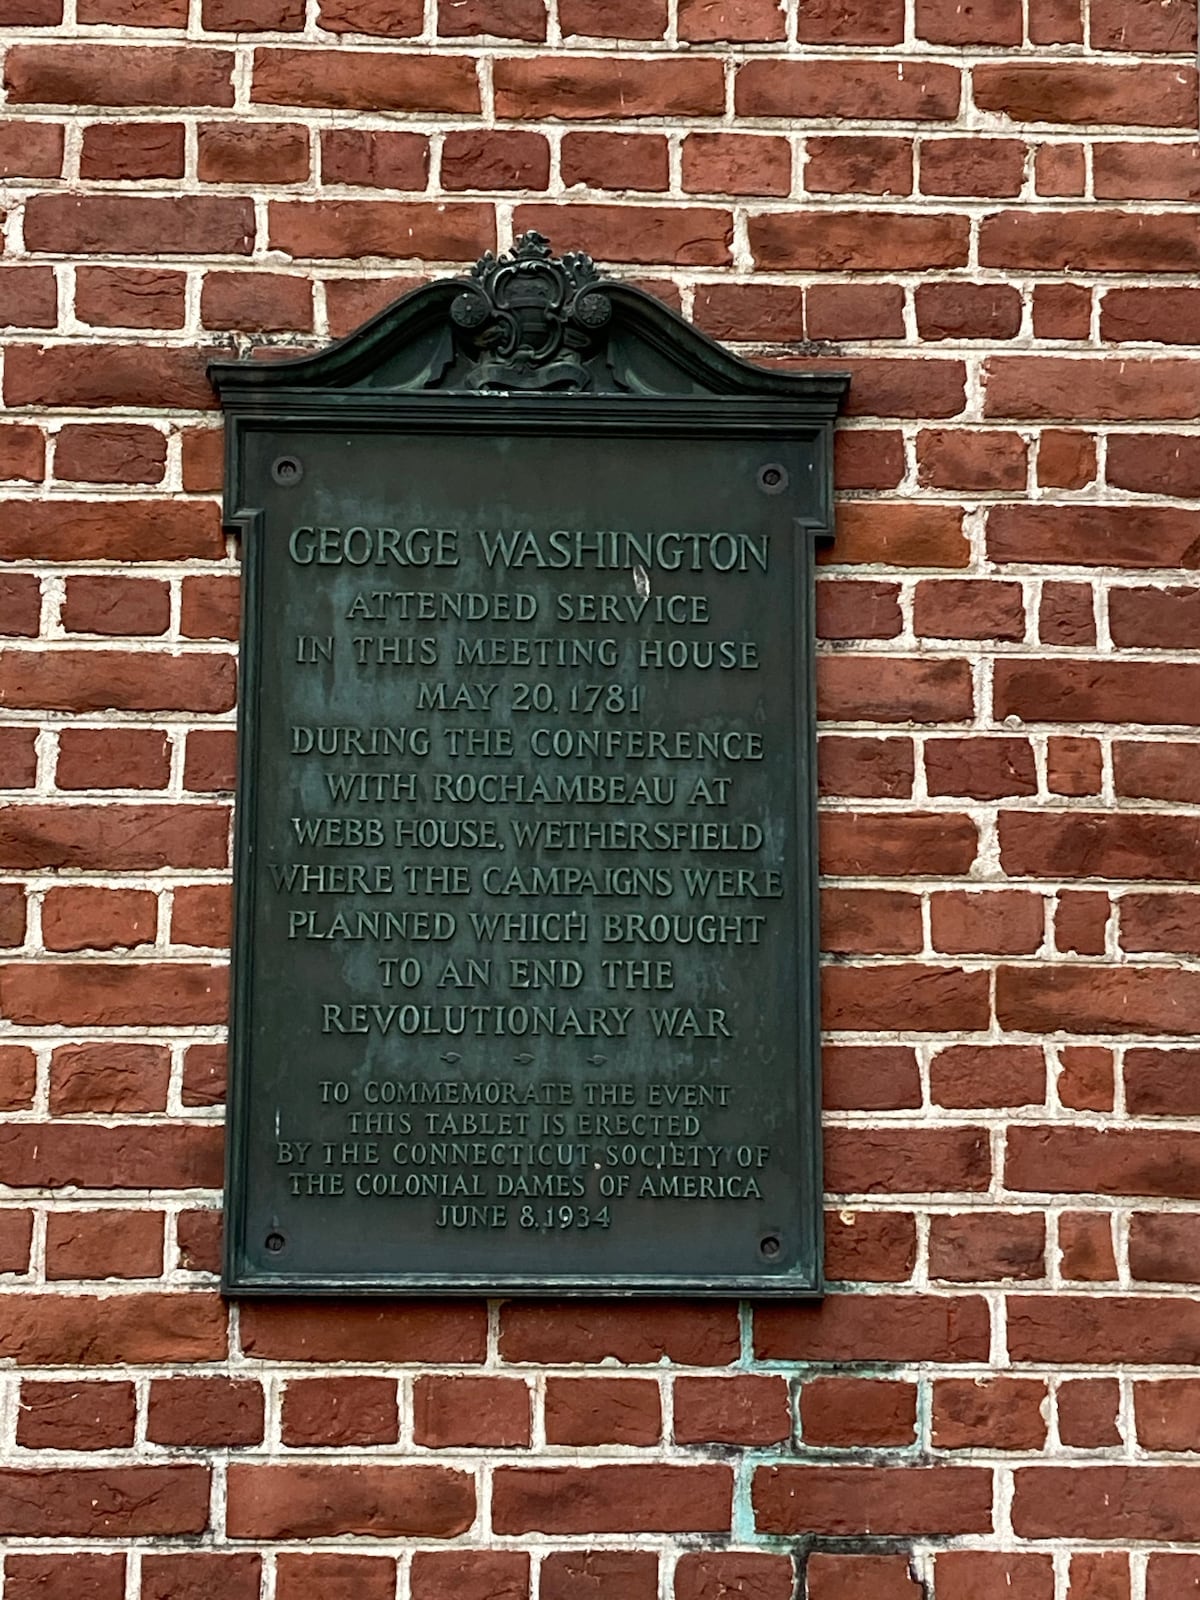 GEORGE WASHINGTON
ATTENDED SERVICE
IN THIS MEETING HOUSE
MAY 20, 1781
DURING THE CONFERENCE
WITH ROCHAMBEAU AT
WEBB HOUSE, WETHERSFIELD
WHERE THE CAMPAIGNS WERE
PLANNED WHICH BROUGHT
TO AN END THE
REVOLUTIONARY WAR
TO COMMEMORATE THE EVENT
THIS TABLET IS ERECTED
BY THE CONNECTICUT SOCIETY OF
THE COLONIAL DAMES OF AMERICA
JUNE 8, 1934